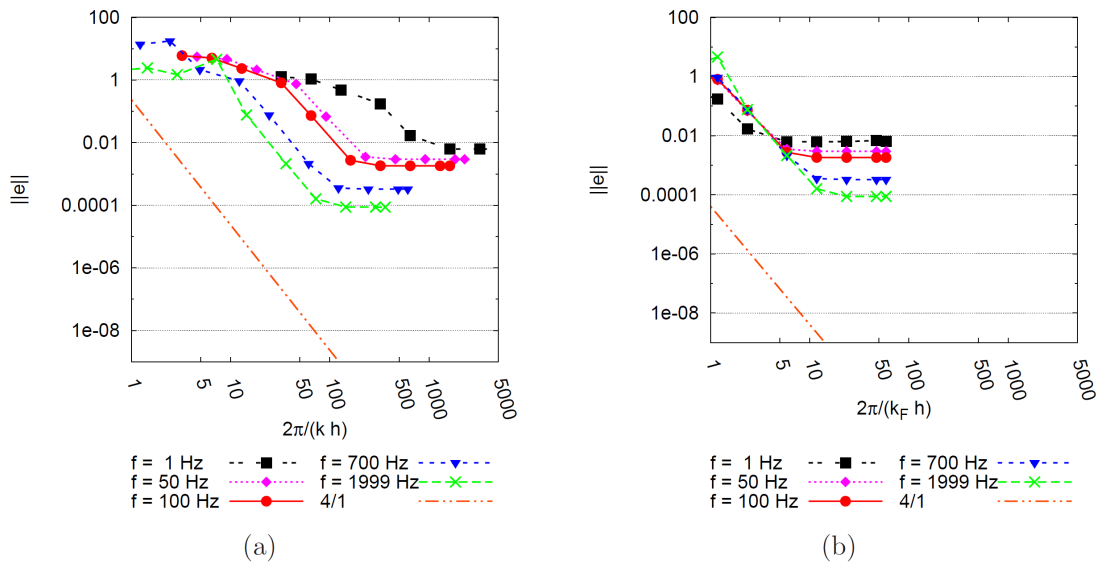 100
1
0.01
0.0001
1e-06
1e-08
||e||
1
5
10
50
100
500
1000
5000
2π/(k h)
f = 1 Hz
f = 700 Hz
f = 50 Hz
f = 1999 Hz
f = 100 Hz
4/1
(a)
100
1
0.01
0.0001
1e-06
1e-08
||e||
1
5
10
50
100
500
1000
5000
2π/(k_F h)
f = 1 Hz
f = 700 Hz
f = 50 Hz
f = 1999 Hz
f = 100 Hz
4/1
(b)